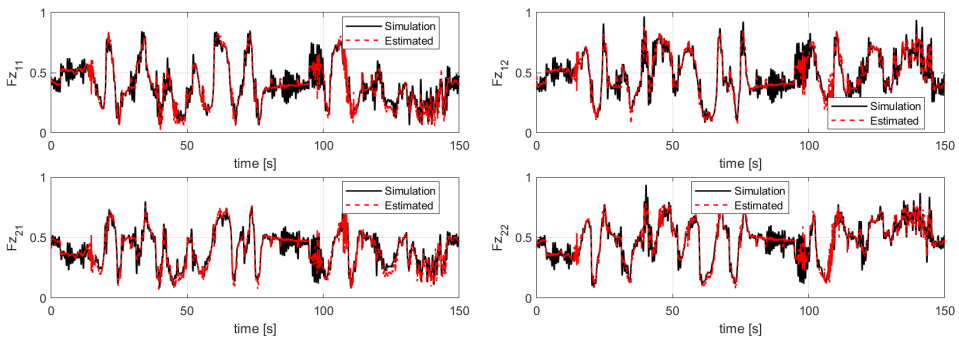 1
0.5
0
Fz11
0
50
100
150
time [s]
Simulation
Estimated
1
0.5
0
Fz12
0
50
100
150
time [s]
Simulation
Estimated
1
0.5
0
Fz21
0
50
100
150
time [s]
Simulation
Estimated
1
0.5
0
Fz22
0
50
100
150
time [s]
Simulation
Estimated